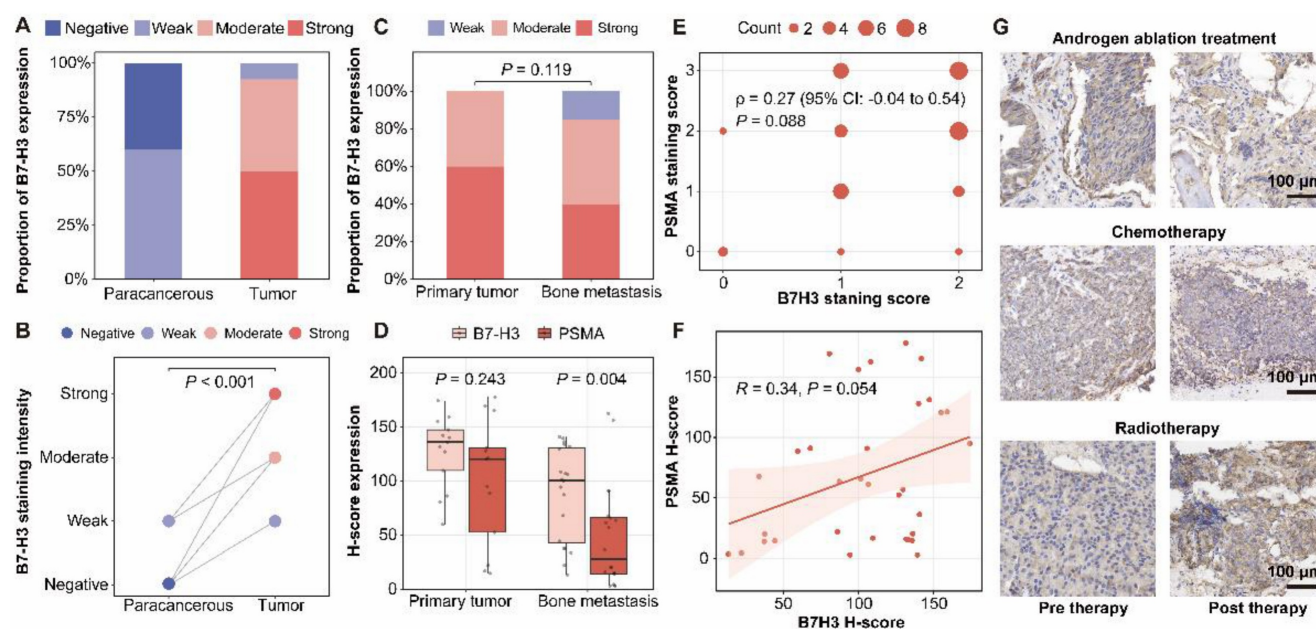 A
Negative Weak Moderate Strong
Proportion of B7-H3 expression
100%
75%
50%
25%
0%
Paracancerous Tumor
B
Negative Weak Moderate Strong
B7-H3 staining intensity
P < 0.001
Strong
Moderate
Weak
Negative
Paracancerous Tumor
C
Weak Moderate Strong
Proportion of B7-H3 expression
P = 0.119
100%
80%
60%
40%
20%
0%
Primary tumor Bone metastasis
D
B7-H3 PSMA
H-score expression
P = 0.243 P = 0.004
200
150
100
50
0
Primary tumor Bone metastasis
E
Count 2 4 6 8
PSMA staining score
3
2
1
0
ρ = 0.27 (95% CI: -0.04 to 0.54)
P = 0.088
0 1 2
B7H3 staning score
F
PSMA H-score
150
100
50
0
R = 0.34, P = 0.054
50 100 150
B7H3 H-score
G
Androgen ablation treatment
100 µm
Chemotherapy
100 µm
Radiotherapy
100 µm
Pre therapy Post therapy